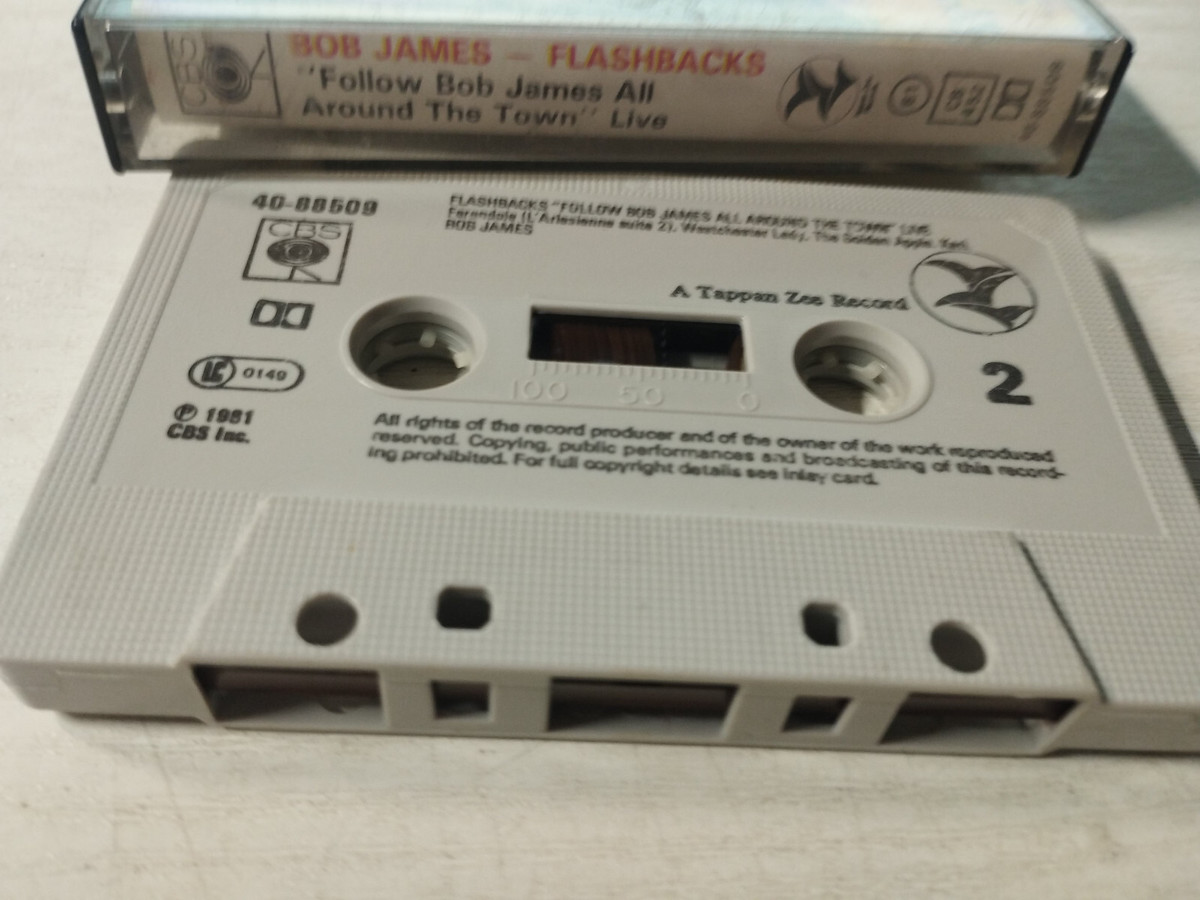 CBS
BOB JAMES – FLASHBACKS
"Follow Bob James All
Around The Town" Live
40-88509
FLASHBACKS "FOLLOW BOB JAMES ALL AROUND THE TOWN" LIVE
Farandole (L'Arlesienne suite 2), Westchester Lady, The Golden Apple, Kari
BOB JAMES
CBS
A Tappan Zee Record
LC 0149
100 50 0
2
℗ 1981
CBS Inc.
All rights of the record producer and of the owner of the work reproduced
reserved. Copying, public performances and broadcasting of this record-
ing prohibited. For full copyright details see inlay card.